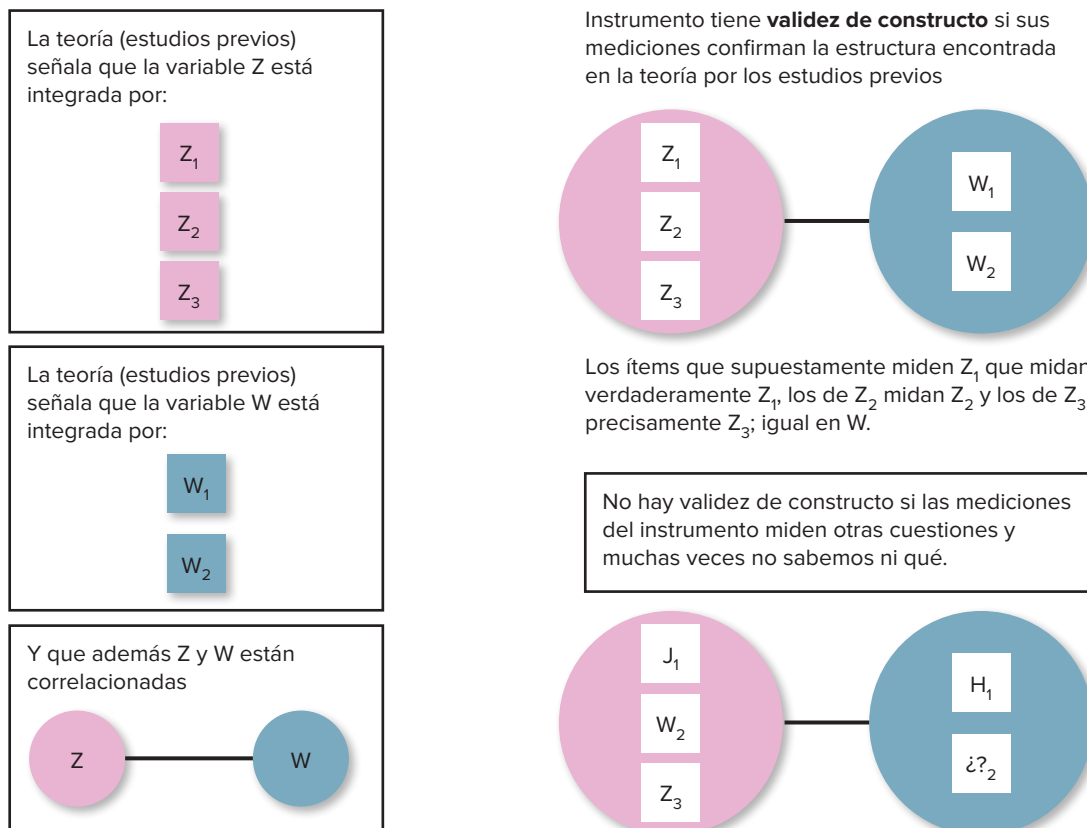 La teoría (estudios previos)
señala que la variable Z está
integrada por:
Z₁
Z₂
Z₃
La teoría (estudios previos)
señala que la variable W está
integrada por:
W₁
W₂
Y que además Z y W están
correlacionadas
Z
W
Instrumento tiene validez de constructo si sus
mediciones confirman la estructura encontrada
en la teoría por los estudios previos
Z₁
Z₂
Z₃
W₁
W₂
Los ítems que supuestamente miden Z₁ que midan
verdaderamente Z₁, los de Z₂ midan Z₂ y los de Z₃
precisamente Z₃; igual en W.
No hay validez de constructo si las mediciones
del instrumento miden otras cuestiones y
muchas veces no sabemos ni qué.
J₁
W₂
Z₃
H₁
¿?₂